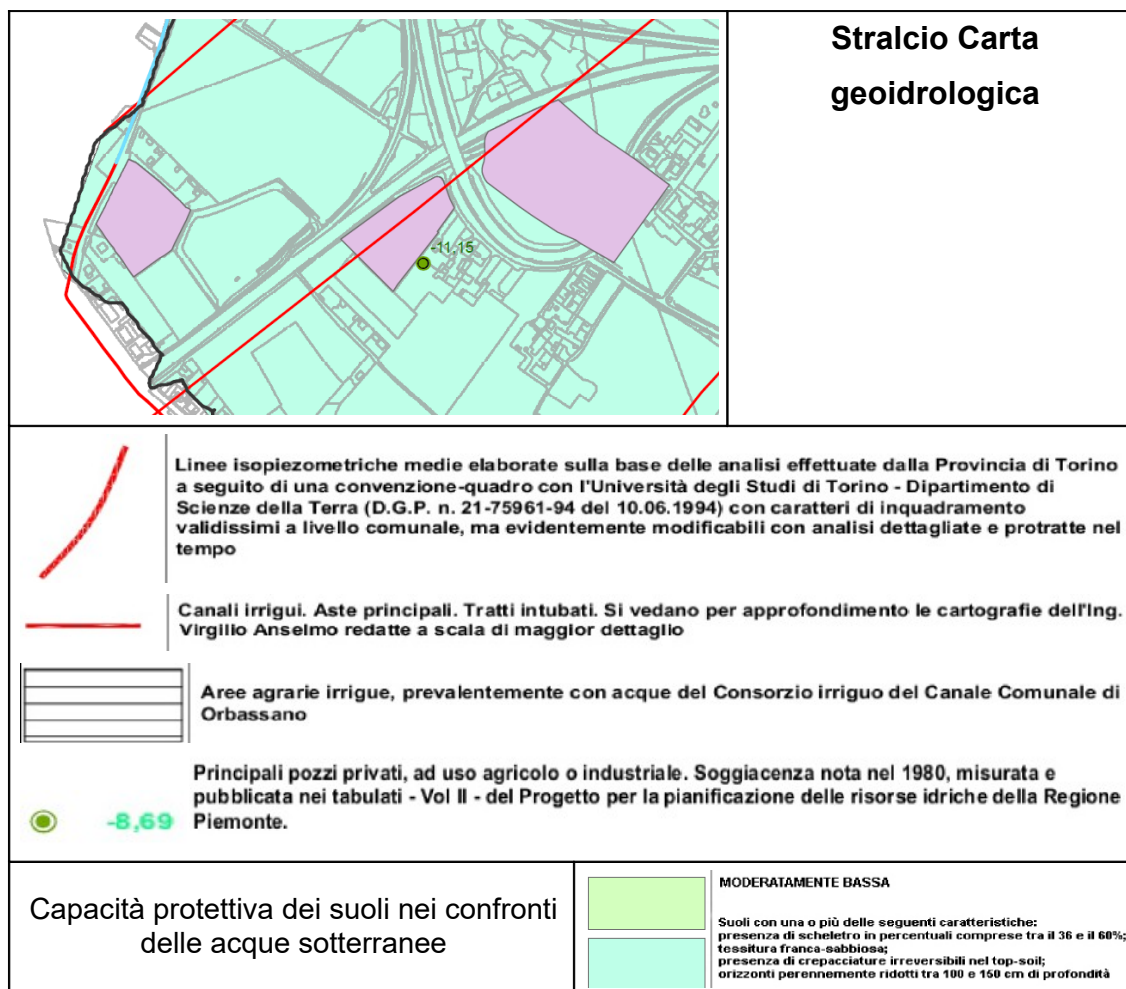 Stralcio Carta
geoidrologica
-11,15
Linee isopiezometriche medie elaborate sulla base delle analisi effettuate dalla Provincia di Torino
a seguito di una convenzione-quadro con l'Università degli Studi di Torino - Dipartimento di
Scienze della Terra (D.G.P. n. 21-75961-94 del 10.06.1994) con caratteri di inquadramento
validissimi a livello comunale, ma evidentemente modificabili con analisi dettagliate e protratte nel
tempo
Canali irrigui. Aste principali. Tratti intubati. Si vedano per approfondimento le cartografie dell'Ing.
Virgilio Anselmo redatte a scala di maggior dettaglio
Aree agrarie irrigue, prevalentemente con acque del Consorzio irriguo del Canale Comunale di
Orbassano
Principali pozzi privati, ad uso agricolo o industriale. Soggiacenza nota nel 1980, misurata e
pubblicata nei tabulati - Vol II - del Progetto per la pianificazione delle risorse idriche della Regione
-8,69 Piemonte.
Capacità protettiva dei suoli nei confronti
delle acque sotterranee
MODERATAMENTE BASSA
Suoli con una o più delle seguenti caratteristiche:
presenza di scheletro in percentuali comprese tra il 36 e il 60%;
tessitura franca-sabbiosa;
presenza di crepacciature irreversibili nel top-soil;
orizzonti perennemente ridotti tra 100 e 150 cm di profondità